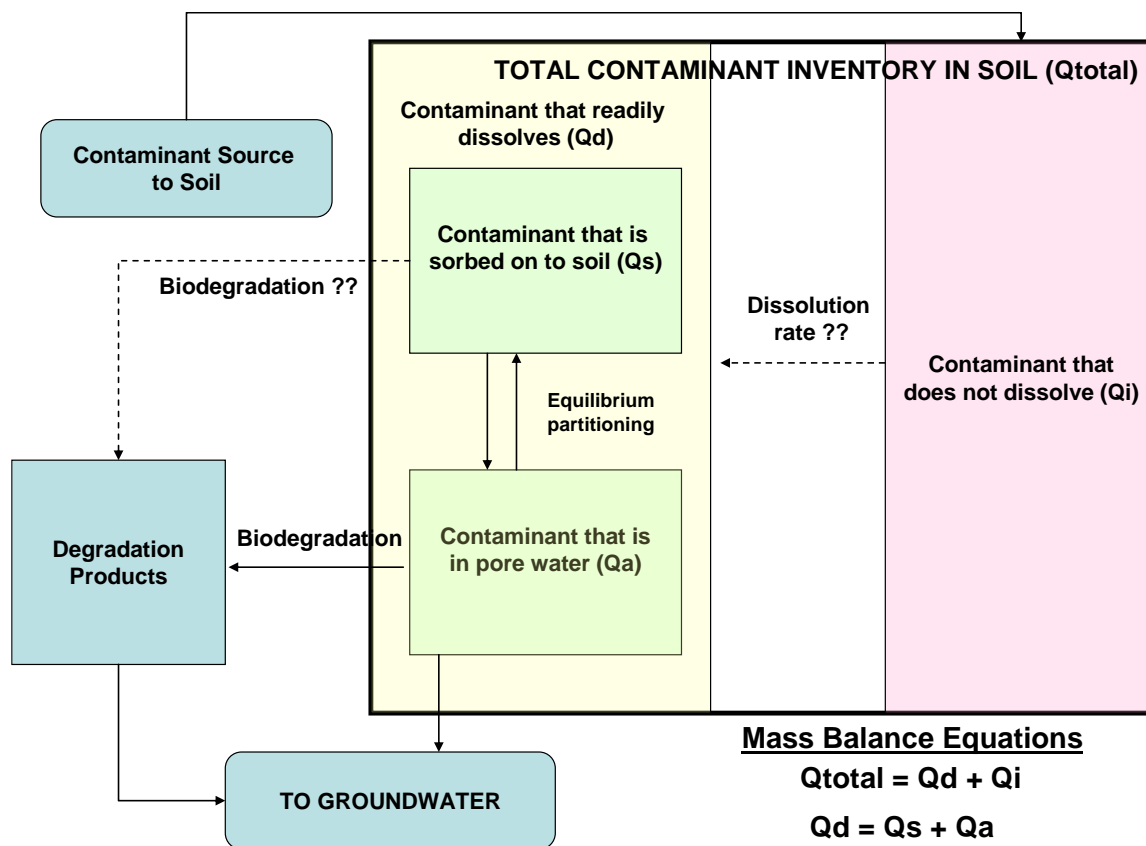 TOTAL CONTAMINANT INVENTORY IN SOIL (Qtotal)
Contaminant Source
to Soil
Contaminant that readily
dissolves (Qd)
Contaminant that is
sorbed on to soil (Qs)
Biodegradation ??
Dissolution
rate ??
Contaminant that
does not dissolve (Qi)
Equilibrium
partitioning
Degradation
Products
Biodegradation
Contaminant that is
in pore water (Qa)
TO GROUNDWATER
Mass Balance Equations
Qtotal = Qd + Qi
Qd = Qs + Qa